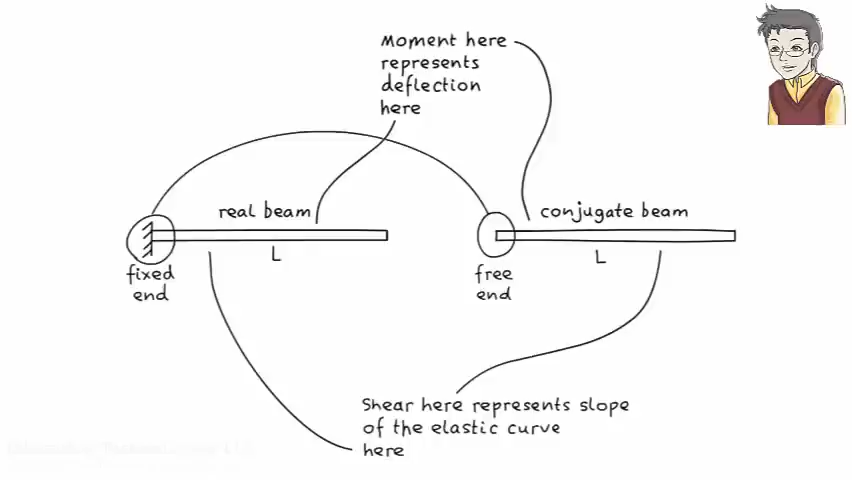 Moment here
represents
deflection
here
real beam
conjugate beam
L
L
fixed
end
free
end
Shear here represents slope
of the elastic curve
here